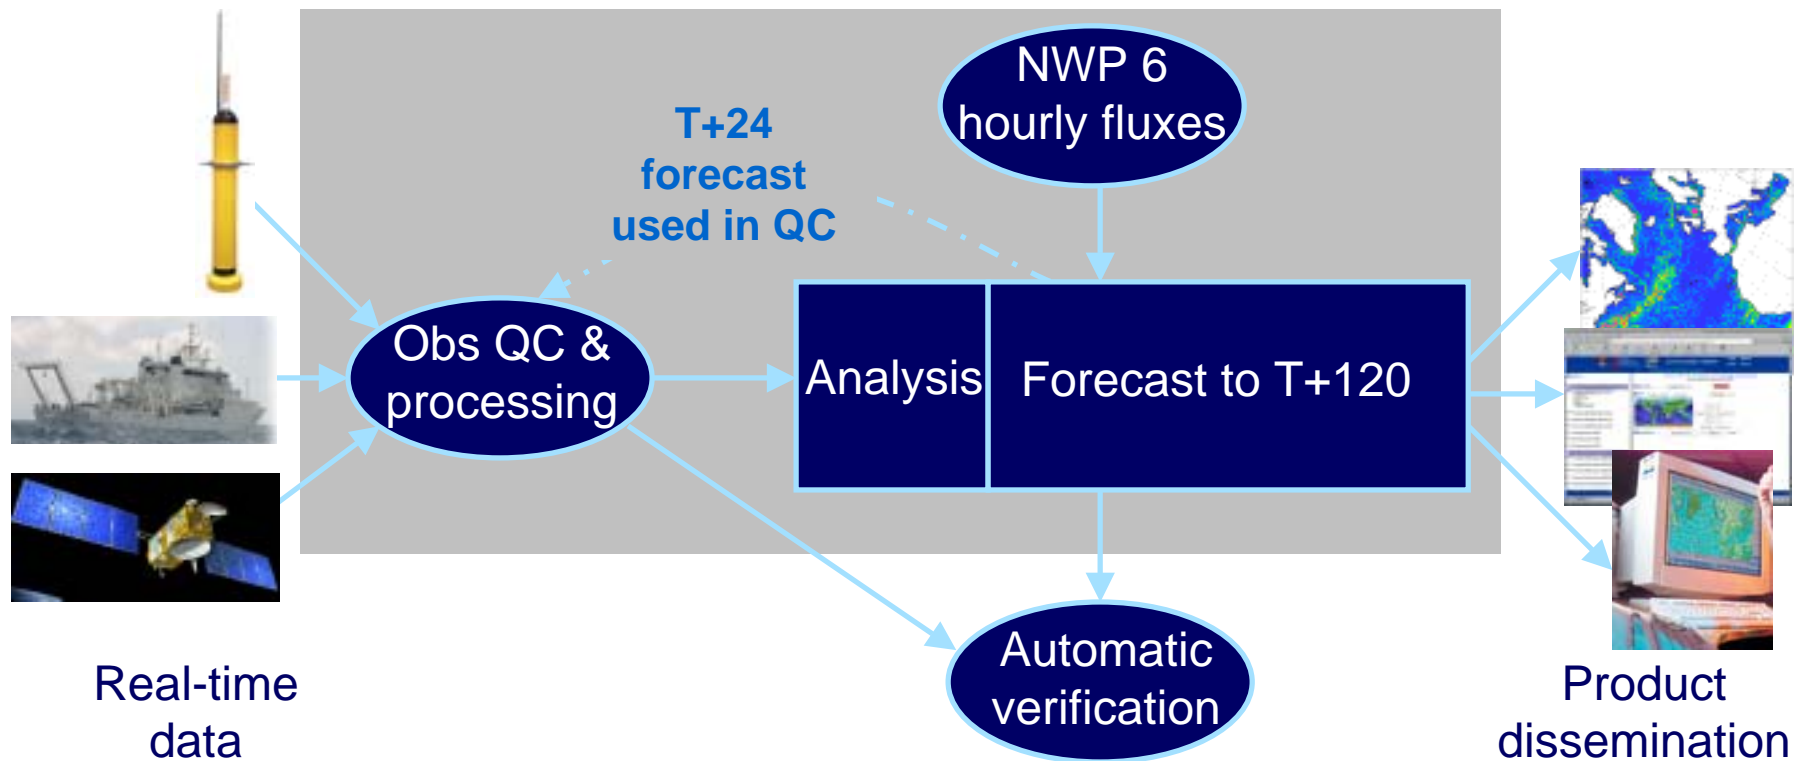 NWP 6
hourly fluxes
T+24
forecast
used in QC
Obs QC &
processing
Analysis
Forecast to T+120
Automatic
verification
Real-time
data
Product
dissemination